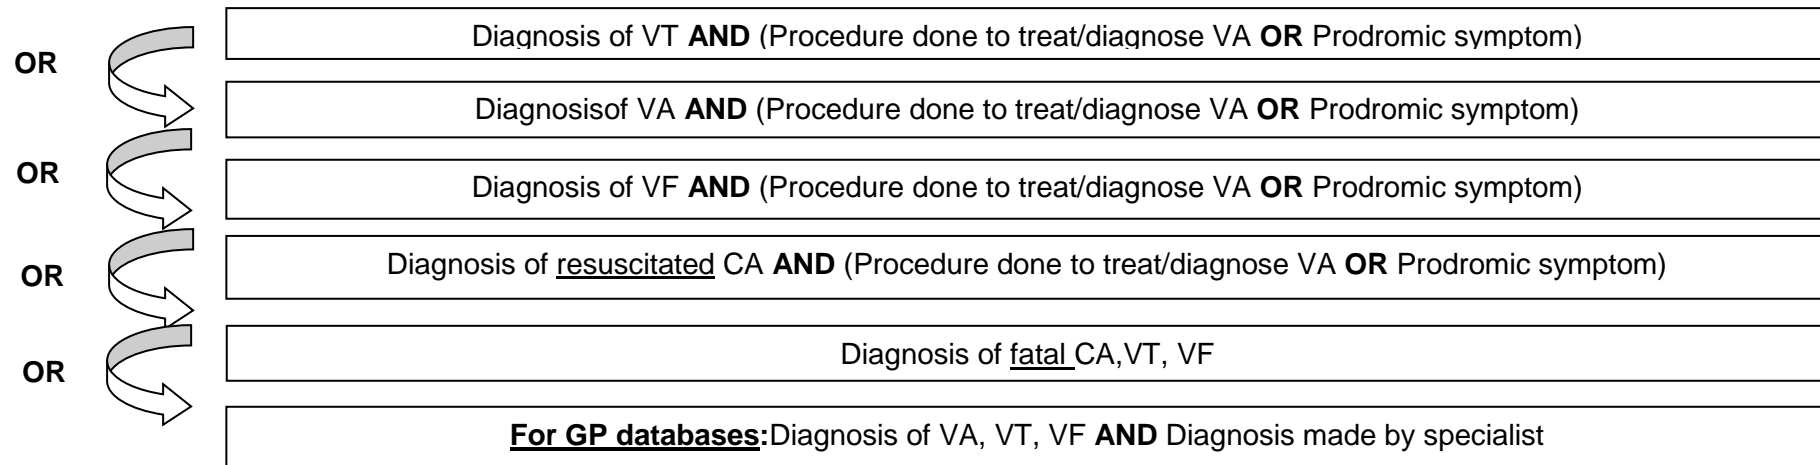 Diagnosis of VT AND (Procedure done to treat/diagnose VA OR Prodromic symptom)
OR
Diagnosisof VA AND (Procedure done to treat/diagnose VA OR Prodromic symptom)
OR
Diagnosis of VF AND (Procedure done to treat/diagnose VA OR Prodromic symptom)
OR
Diagnosis of resuscitated CA AND (Procedure done to treat/diagnose VA OR Prodromic symptom)
OR
Diagnosis of fatal CA,VT, VF
For GP databases:Diagnosis of VA, VT, VF AND Diagnosis made by specialist